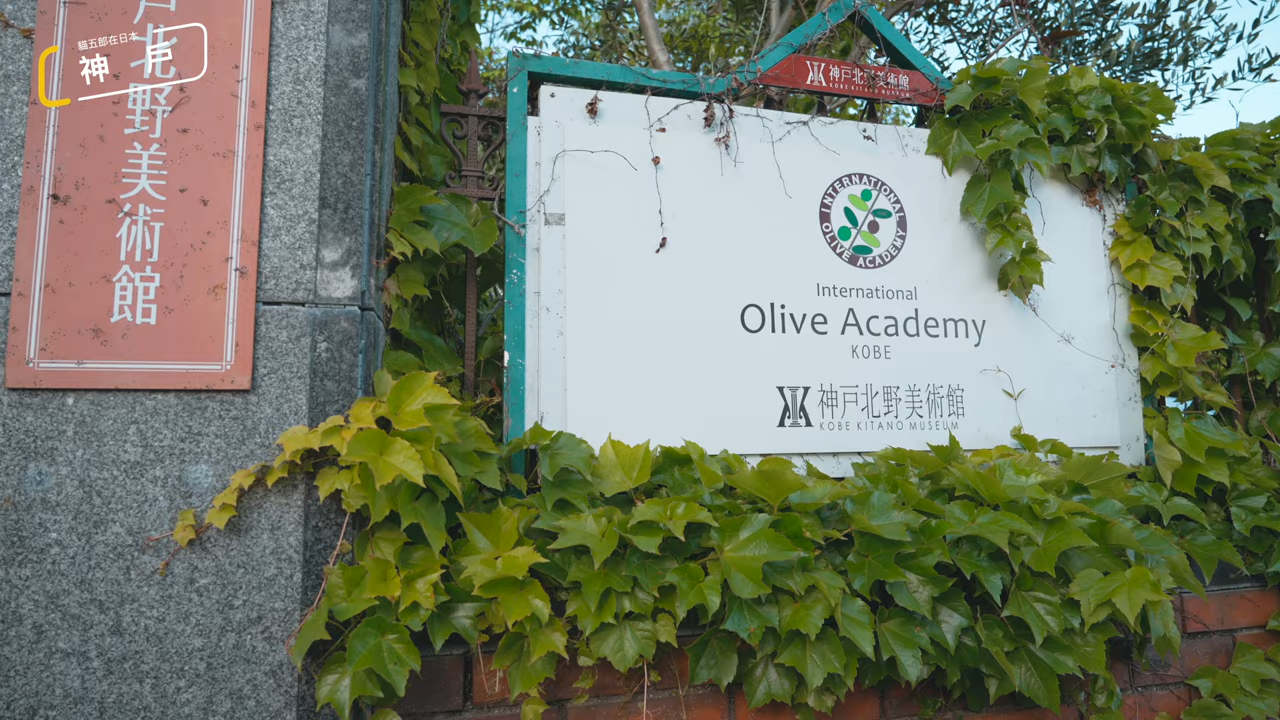 貓五郎在日本
神戶
戸北野美術館
神戸北野美術館
KOBE KITANO MUSEUM
INTERNATIONAL
OLIVE ACADEMY
International
Olive Academy
KOBE
神戸北野美術館
KOBE KITANO MUSEUM